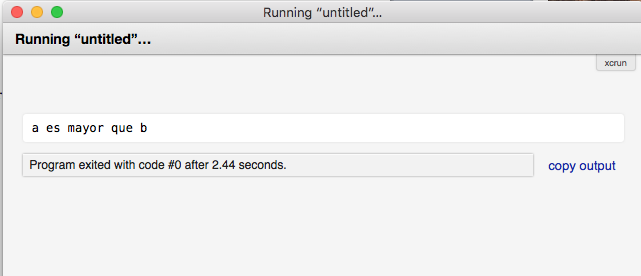 Running “untitled”...
Running “untitled”...
xcrun
a es mayor que b
Program exited with code #0 after 2.44 seconds.
copy output